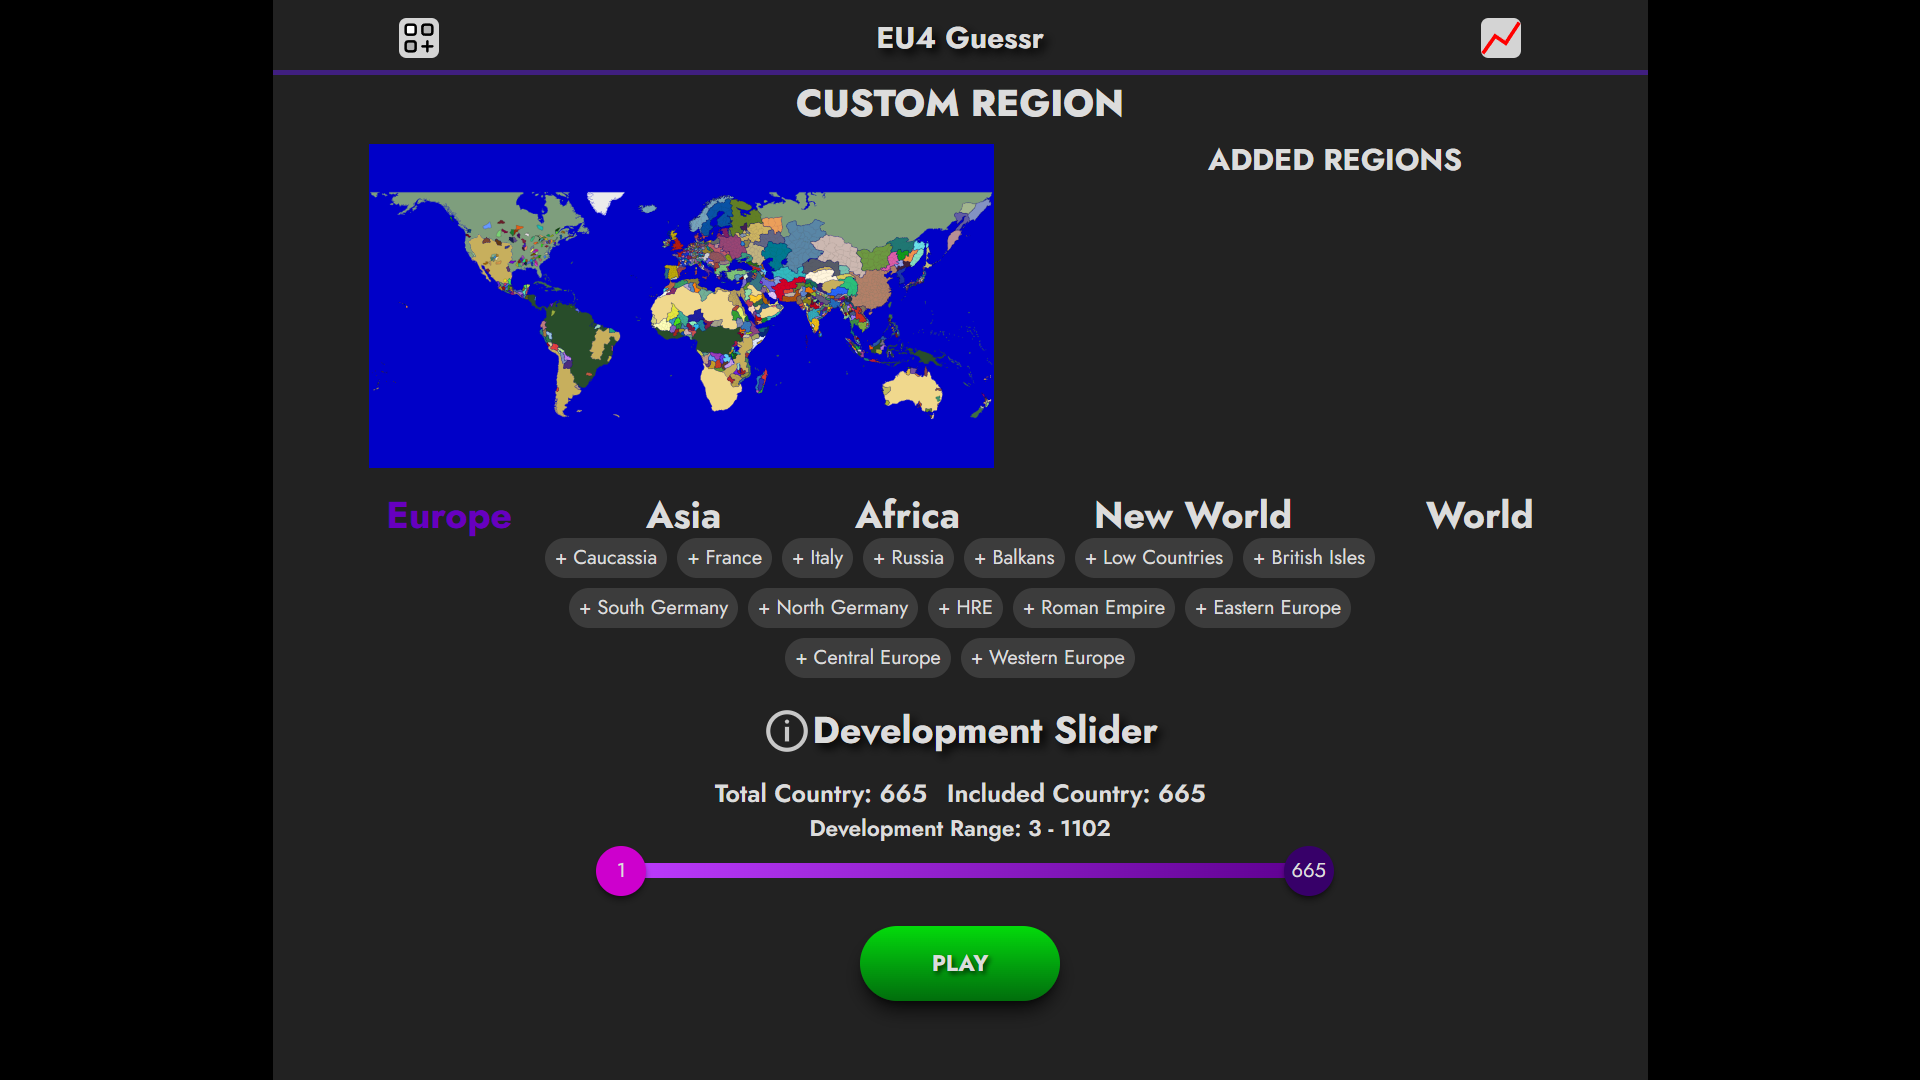 EU4 Guessr
CUSTOM REGION
ADDED REGIONS
Europe Asia Africa New World World
+ Caucassia + France + Italy + Russia + Balkans + Low Countries + British Isles
+ South Germany + North Germany + HRE + Roman Empire + Eastern Europe
+ Central Europe + Western Europe
Development Slider
Total Country: 665 Included Country: 665
Development Range: 3 - 1102
1 665
PLAY